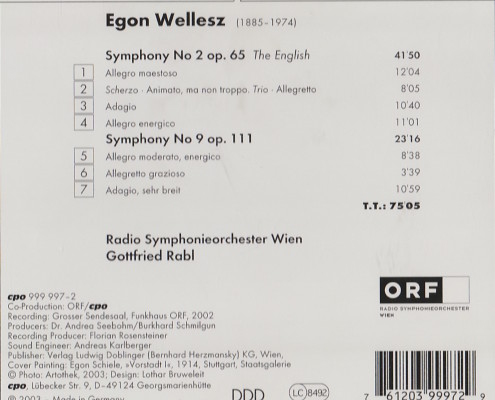 Egon Wellesz (1885-1974)
Symphony No 2 op. 65 The English 41'50
1 Allegro maestoso 12'04
2 Scherzo · Animato, ma non troppo. Trio · Allegretto 8'05
3 Adagio 10'40
4 Allegro energico 11'01
Symphony No 9 op. 111 23'16
5 Allegro moderato, energico 8'38
6 Allegretto grazioso 3'39
7 Adagio, sehr breit 10'59
T.T.: 75'05
Radio Symphonieorchester Wien
Gottfried Rabl
ORF
RADIO SYMPHONIEORCHESTER
WIEN
cpo 999 997-2
Co-Production: ORF/cpo
Recording: Grosser Sendesaal, Funkhaus ORF, 2002
Producers: Dr. Andrea Seebohm/Burkhard Schmilgun
Recording Producer: Florian Rosensteiner
Sound Engineer: Andreas Karlberger
Publisher: Verlag Ludwig Doblinger (Bernhard Herzmansky) KG, Wien,
Cover Painting: Egon Schiele, »Vorstadt I«, 1914, Stuttgart, Staatsgalerie
© Photo: Artothek, 2003; Design: Lothar Bruweleit
cpo, Lübecker Str. 9, D-49124 Georgsmarienhütte
℗ 2003 – Made in Germany
DDD
LC 8492
7 61203 99972 9